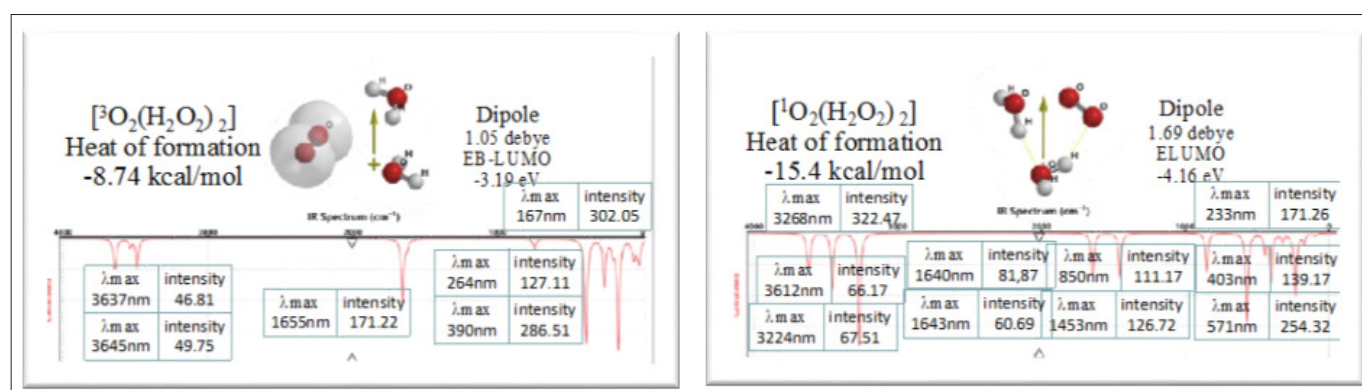 [³O₂(H₂O₂) ₂]
Heat of formation
-8.74 kcal/mol
Dipole
1.05 debye
EB-LUMO
-3.19 eV
λmax intensity
167nm 302.05
IR Spectrum (cm⁻¹)
4000
λmax intensity
3637nm 46.81
λmax intensity
3645nm 49.75
λmax intensity
1655nm 171.22
λmax intensity
264nm 127.11
λmax intensity
390nm 286.51
[¹O₂(H₂O₂) ₂]
Heat of formation
-15.4 kcal/mol
Dipole
1.69 debye
ELUMO
-4.16 eV
λmax intensity
3268nm 322.47
λmax intensity
233nm 171.26
IR Spectrum (cm⁻¹)
4000
λmax intensity
3612nm 66.17
λmax intensity
3224nm 67.51
λmax intensity
1640nm 81,87
λmax intensity
1643nm 60.69
λmax intensity
850nm 111.17
λmax intensity
1453nm 126.72
λmax intensity
403nm 139.17
λmax intensity
571nm 254.32